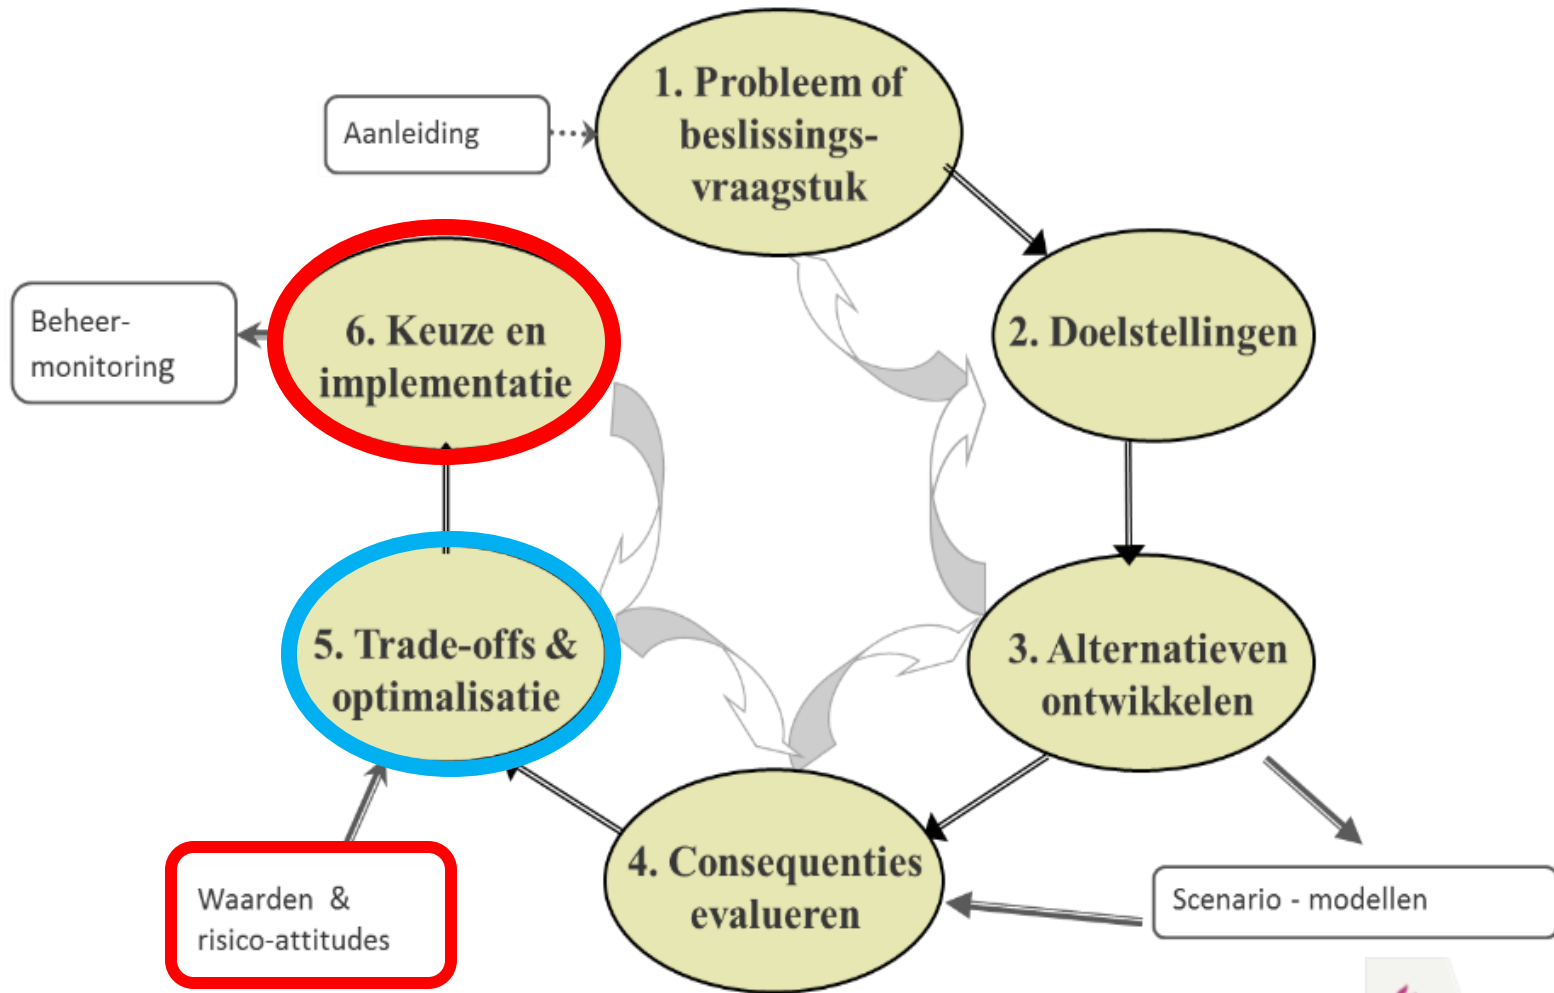 1. Probleem of
beslissings-
vraagstuk
Aanleiding
2. Doelstellingen
6. Keuze en
implementatie
Beheer-
monitoring
5. Trade-offs &
optimalisatie
3. Alternatieven
ontwikkelen
4. Consequenties
evalueren
Waarden &
risico-attitudes
Scenario - modellen